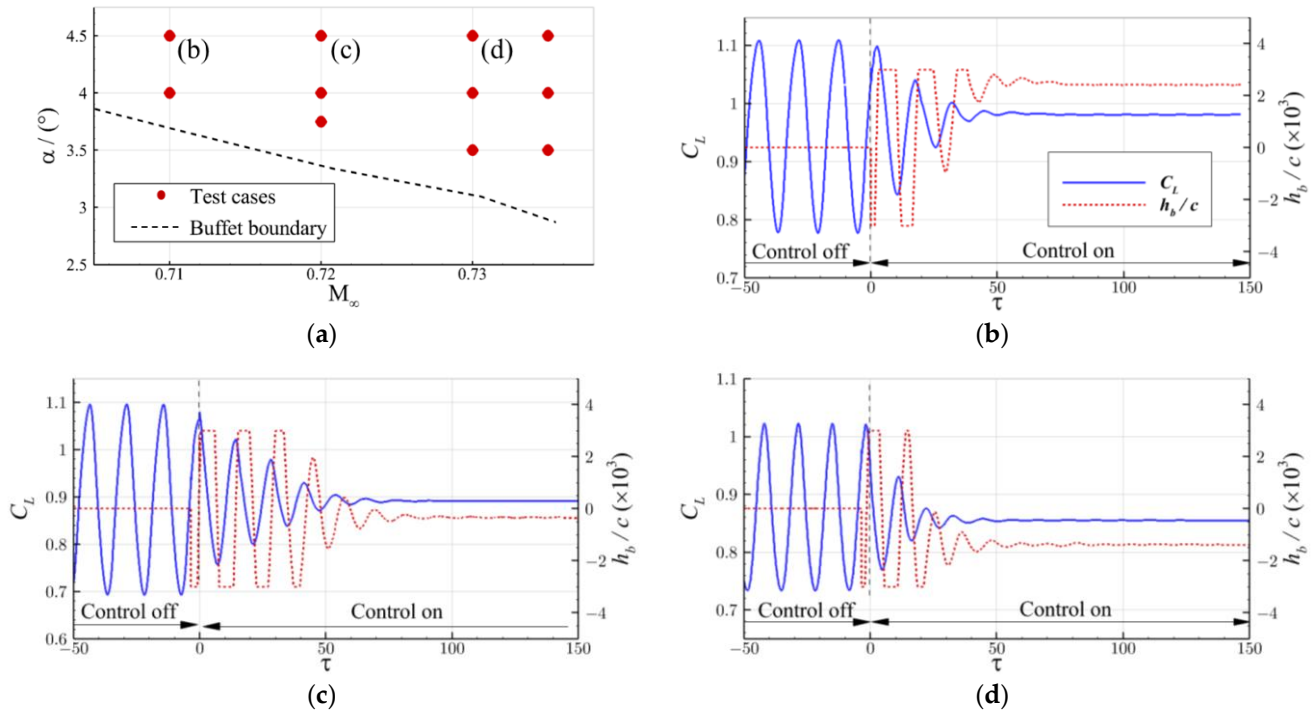 4.5
4
3.5
3
2.5
α / (°)
(b)
(c)
(d)
Test cases
Buffet boundary
0.71
0.72
0.73
M∞
(a)
1.1
1
0.9
0.8
0.7
C_L
4
2
0
−2
−4
h_b / c (×10³)
C_L
h_b / c
Control off
Control on
−50
0
50
100
150
τ
(b)
1.1
1
0.9
0.8
0.7
0.6
C_L
4
2
0
−2
−4
h_b / c (×10³)
Control off
Control on
−50
0
50
100
150
τ
(c)
1.1
1
0.9
0.8
0.7
C_L
4
2
0
−2
−4
h_b / c (×10³)
Control off
Control on
−50
0
50
100
150
τ
(d)